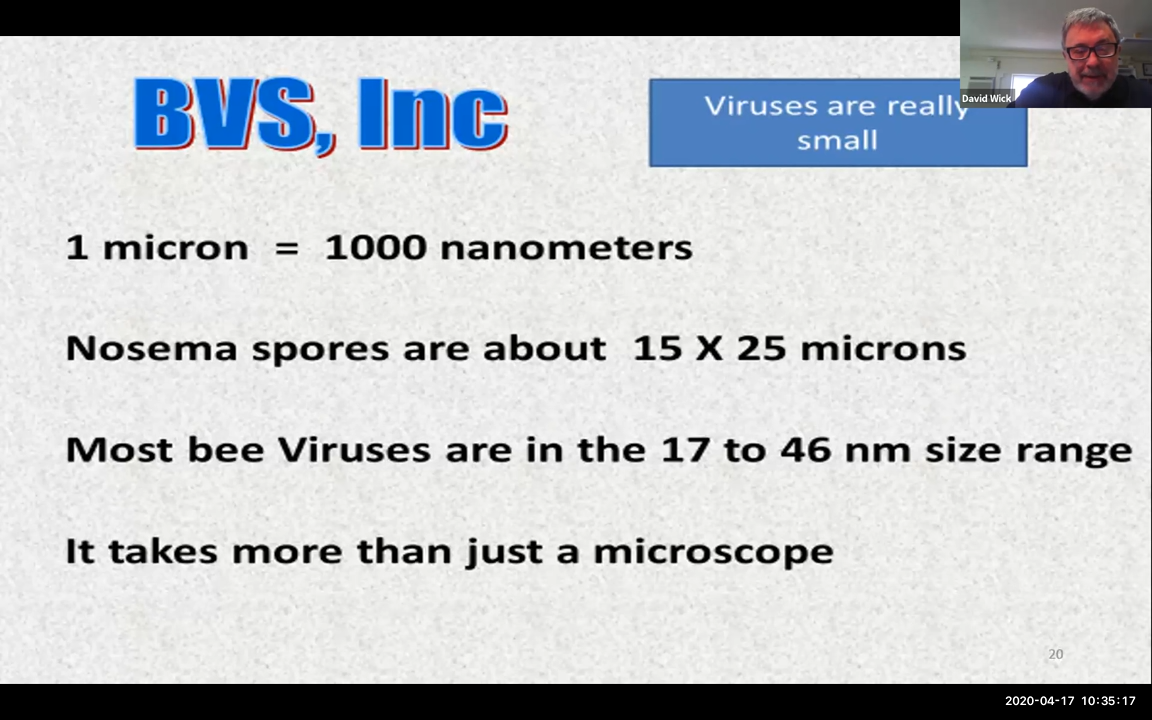 BVS, Inc
Viruses are really
small
David Wick
1 micron = 1000 nanometers
Nosema spores are about 15 X 25 microns
Most bee Viruses are in the 17 to 46 nm size range
It takes more than just a microscope
20
2020-04-17 10:35:17